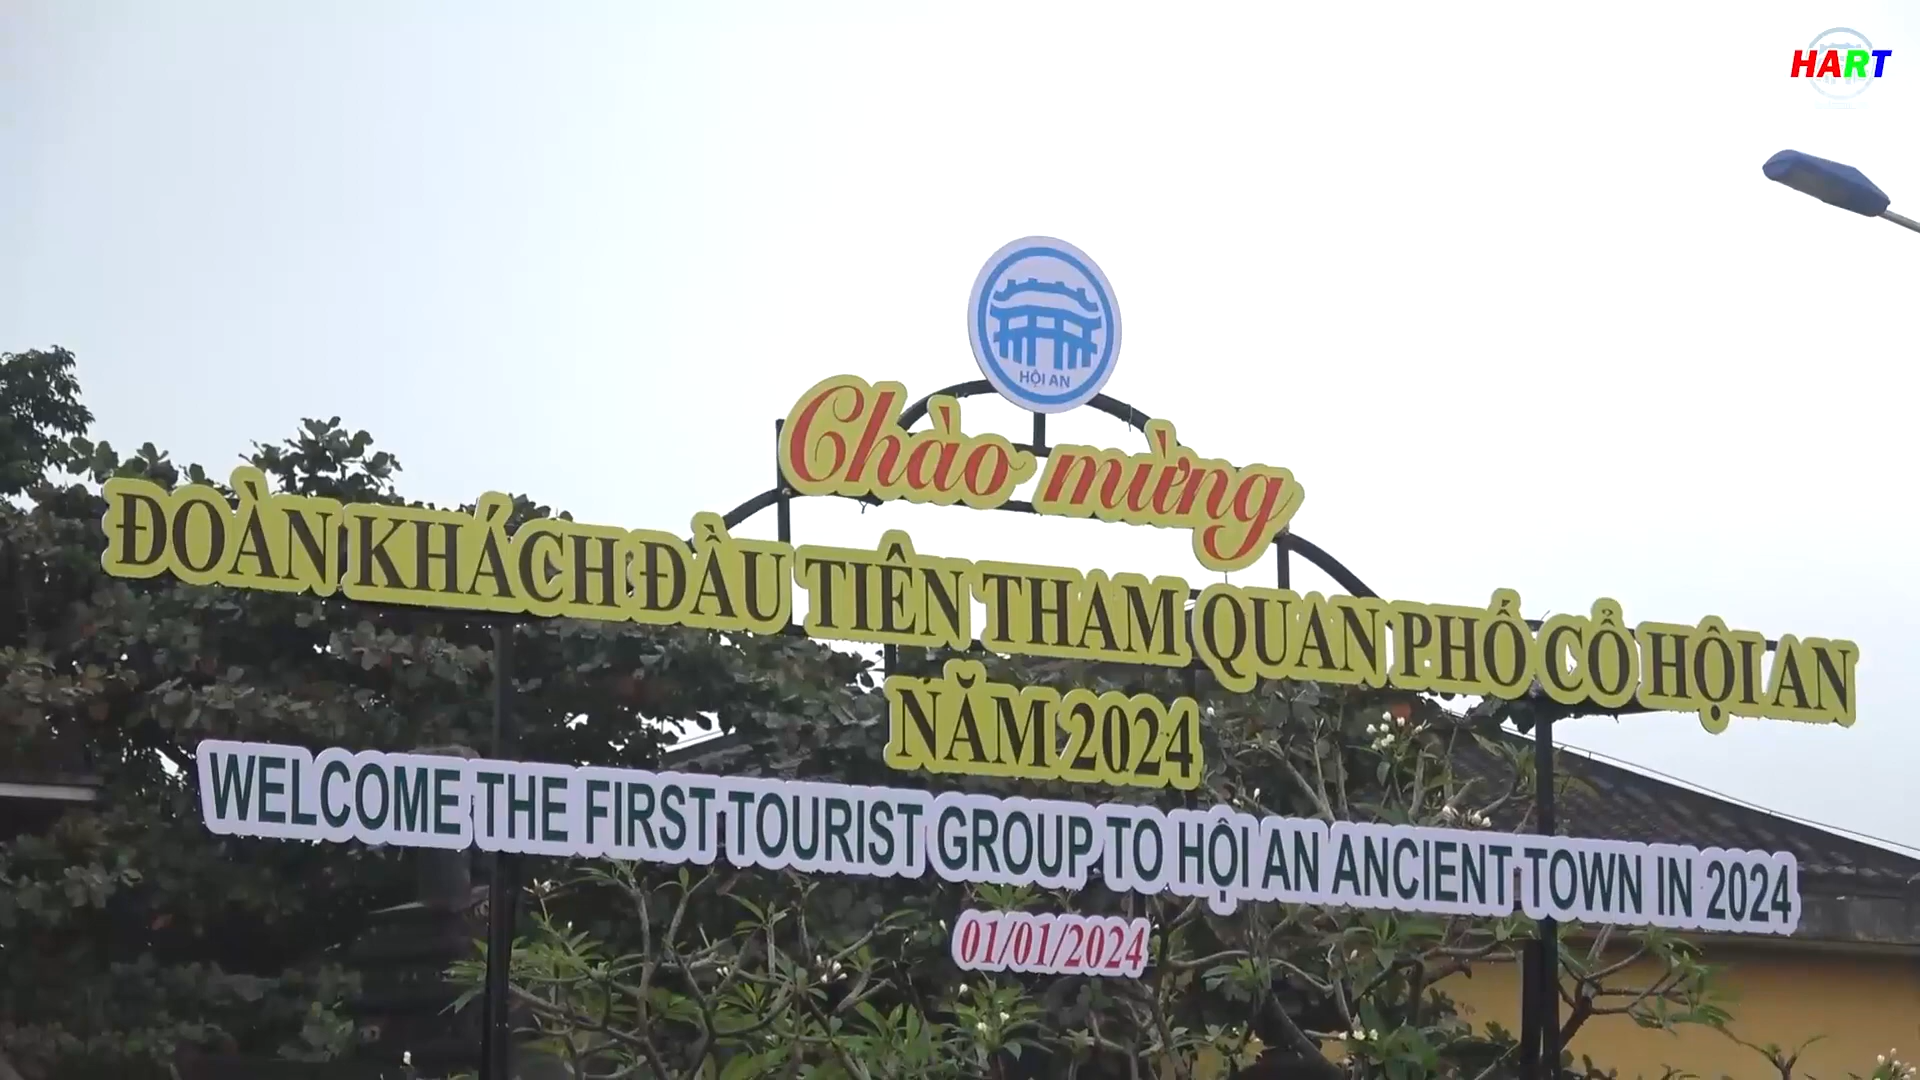 HART
HỘI AN
Chào mừng
ĐOÀN KHÁCH ĐẦU TIÊN THAM QUAN PHỐ CỔ HỘI AN
NĂM 2024
WELCOME THE FIRST TOURIST GROUP TO HỘI AN ANCIENT TOWN IN 2024
01/01/2024